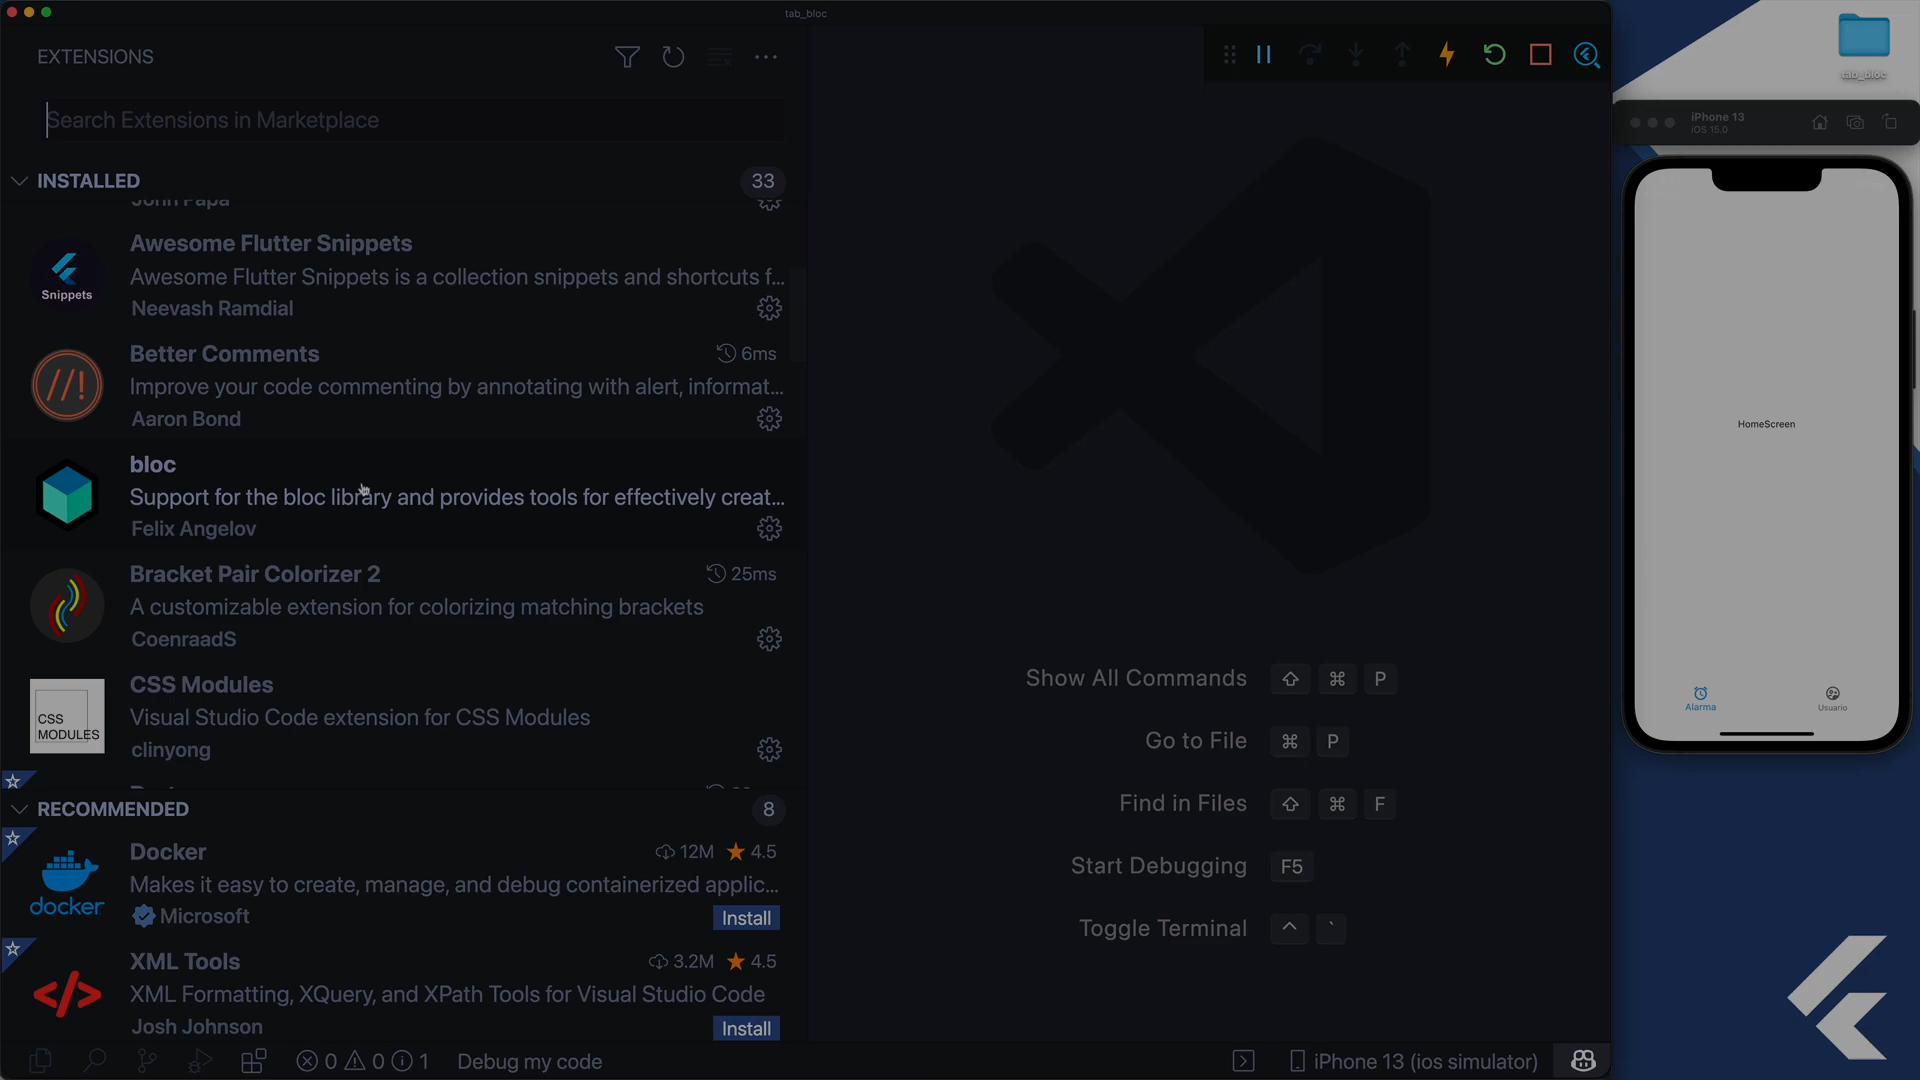 tab_bloc
EXTENSIONS
Search Extensions in Marketplace
INSTALLED 33
John Papa
Awesome Flutter Snippets
Awesome Flutter Snippets is a collection snippets and shortcuts f...
Neevash Ramdial
Snippets
Better Comments 6ms
Improve your code commenting by annotating with alert, informat...
Aaron Bond
//!
bloc
Support for the bloc library and provides tools for effectively creat...
Felix Angelov
Bracket Pair Colorizer 2 25ms
A customizable extension for colorizing matching brackets
CoenraadS
CSS Modules
Visual Studio Code extension for CSS Modules
clinyong
CSS
MODULES
RECOMMENDED 8
Docker 12M 4.5
Makes it easy to create, manage, and debug containerized applic...
Microsoft Install
docker
XML Tools 3.2M 4.5
XML Formatting, XQuery, and XPath Tools for Visual Studio Code
Josh Johnson Install
</>
0 0 1 Debug my code
Show All Commands ⇧ ⌘ P
Go to File ⌘ P
Find in Files ⇧ ⌘ F
Start Debugging F5
Toggle Terminal ^ `
iPhone 13 (ios simulator)
tab_bloc
iPhone 13
iOS 15.0
HomeScreen
Alarma
Usuario